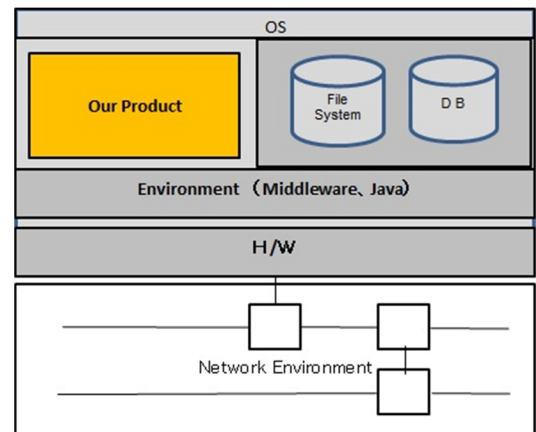 OS
Our Product
File
System
D B
Environment （Middleware、Java）
H/W
Network Environment